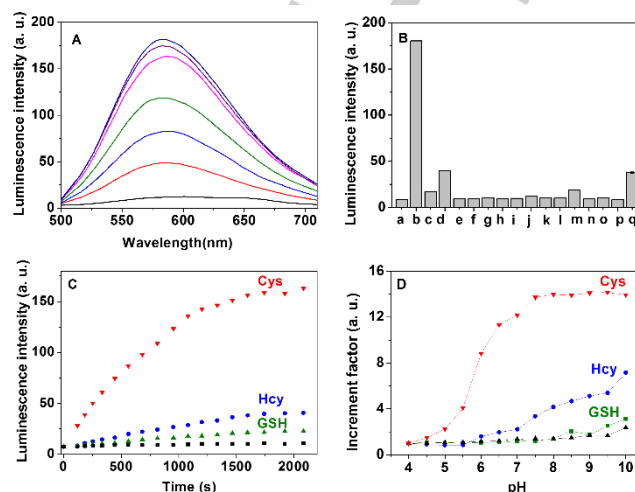 A
Luminescence intensity (a. u.)
200
150
100
50
0
500
550
600
650
700
Wavelength(nm)
B
Luminescence intensity (a. u.)
200
150
100
50
0
a b c d e f g h i j k l m n o p q
C
Luminescence intensity (a. u.)
150
100
50
0
Cys
Hcy
GSH
0 500 1000 1500 2000
Time (s)
D
Increment factor (a. u.)
16
12
8
4
0
Cys
Hcy
GSH
4 5 6 7 8 9 10
pH